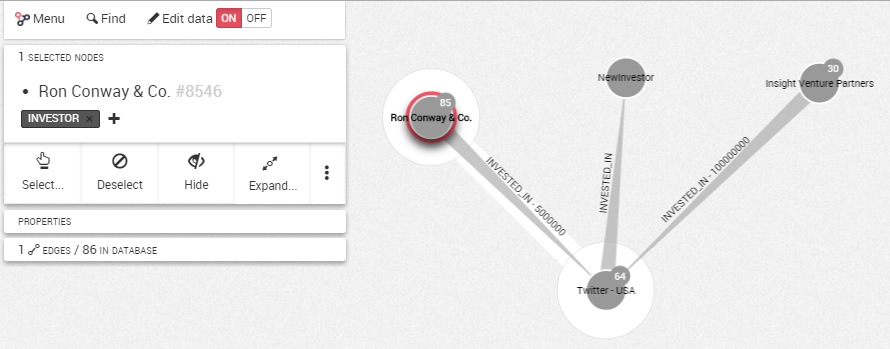 Menu Find Edit data ON OFF
1 SELECTED NODES
• Ron Conway & Co. #8546
INVESTOR × +
Select... Deselect Hide Expand...
PROPERTIES
1 EDGES / 86 IN DATABASE
85
Ron Conway & Co.
NewInvestor
30
Insight Venture Partners
INVESTED_IN - 5000000
INVESTED_IN
INVESTED_IN - 100000000
64
Twitter - USA